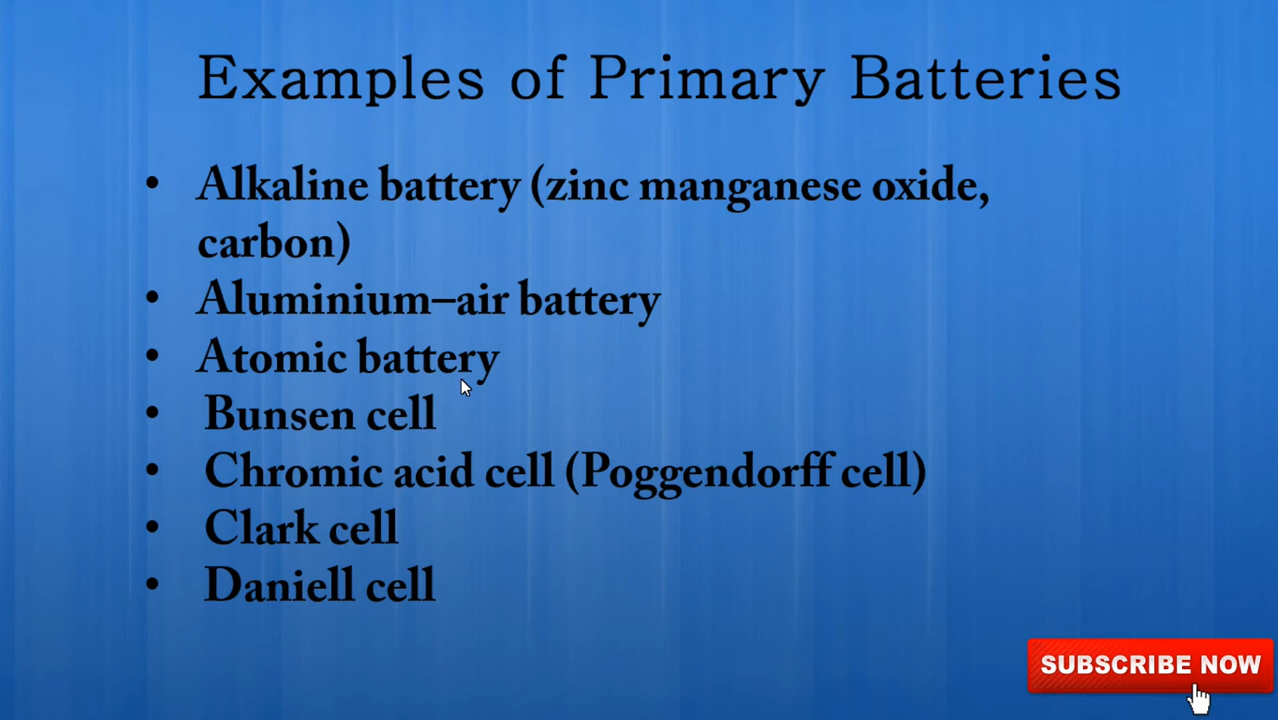 Examples of Primary Batteries
• Alkaline battery (zinc manganese oxide,
carbon)
• Aluminium–air battery
• Atomic battery
• Bunsen cell
• Chromic acid cell (Poggendorff cell)
• Clark cell
• Daniell cell
SUBSCRIBE NOW